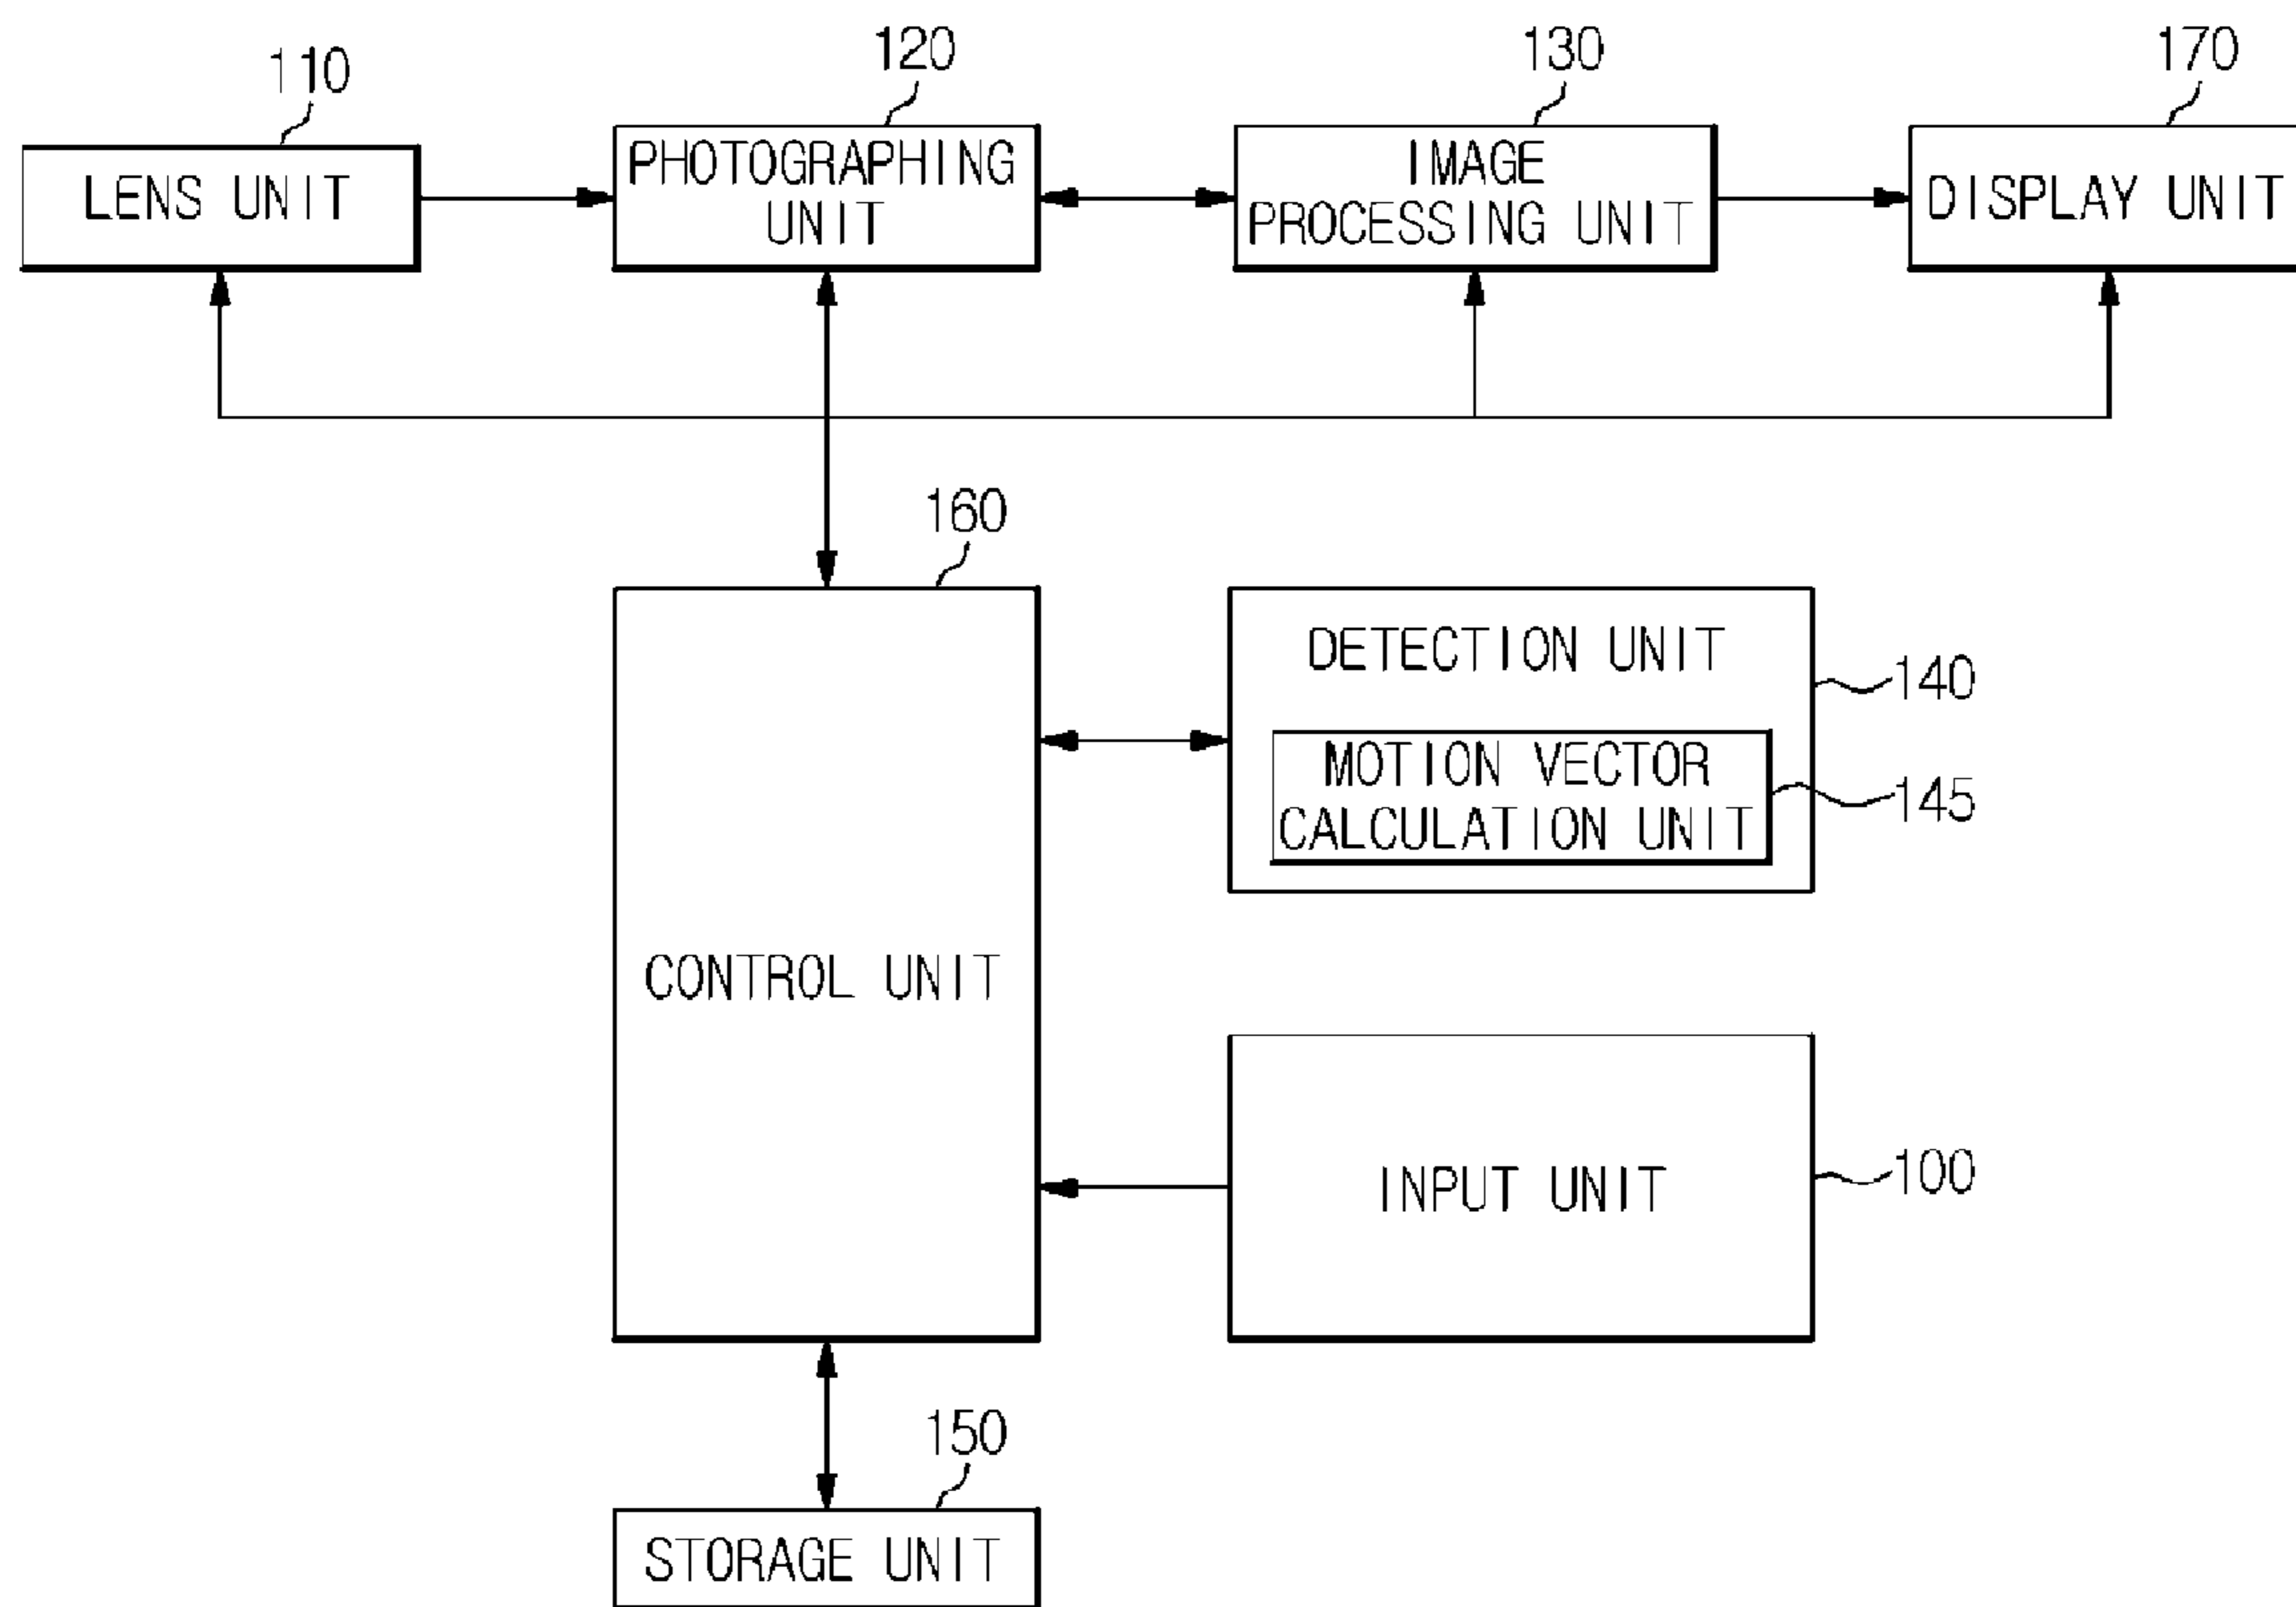 110
120
130
170
LENS UNIT
PHOTOGRAPHING
UNIT
IMAGE
PROCESSING UNIT
DISPLAY UNIT
160
DETECTION UNIT
140
MOTION VECTOR
CALCULATION UNIT
145
CONTROL UNIT
INPUT UNIT
100
150
STORAGE UNIT